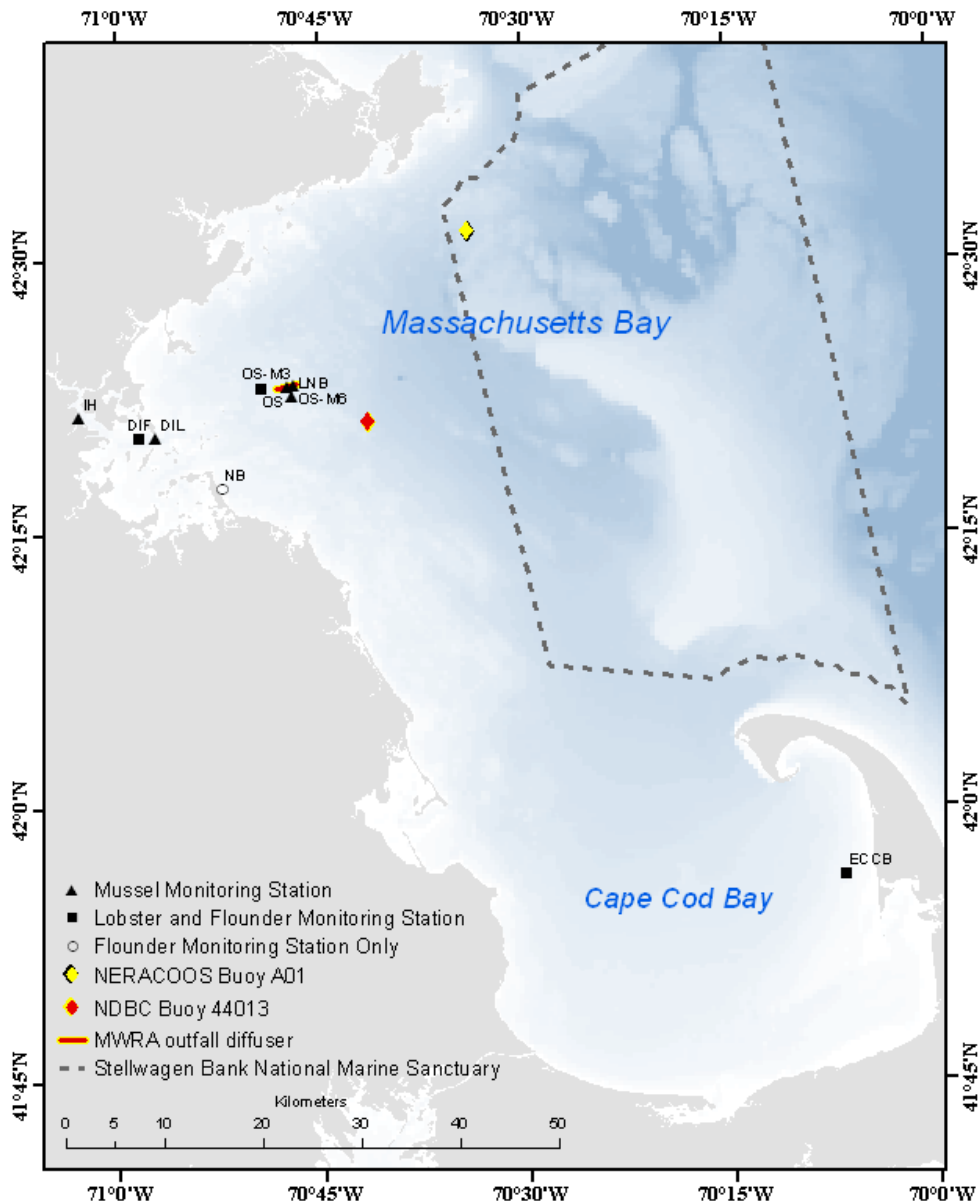 71°0'W 70°45'W 70°30'W 70°15'W 70°0'W
42°30'N 42°30'N
Massachusetts Bay
OS-M3 LNB
OS OS-M6
IH
DIF DIL
NB
42°15'N 42°15'N
42°0'N 42°0'N
ECCB
Cape Cod Bay
Mussel Monitoring Station
Lobster and Flounder Monitoring Station
Flounder Monitoring Station Only
NERACOOS Buoy A01
NDBC Buoy 44013
MWRA outfall diffuser
Stellwagen Bank National Marine Sanctuary
41°45'N 41°45'N
Kilometers
0 5 10 20 30 40 50
71°0'W 70°45'W 70°30'W 70°15'W 70°0'W